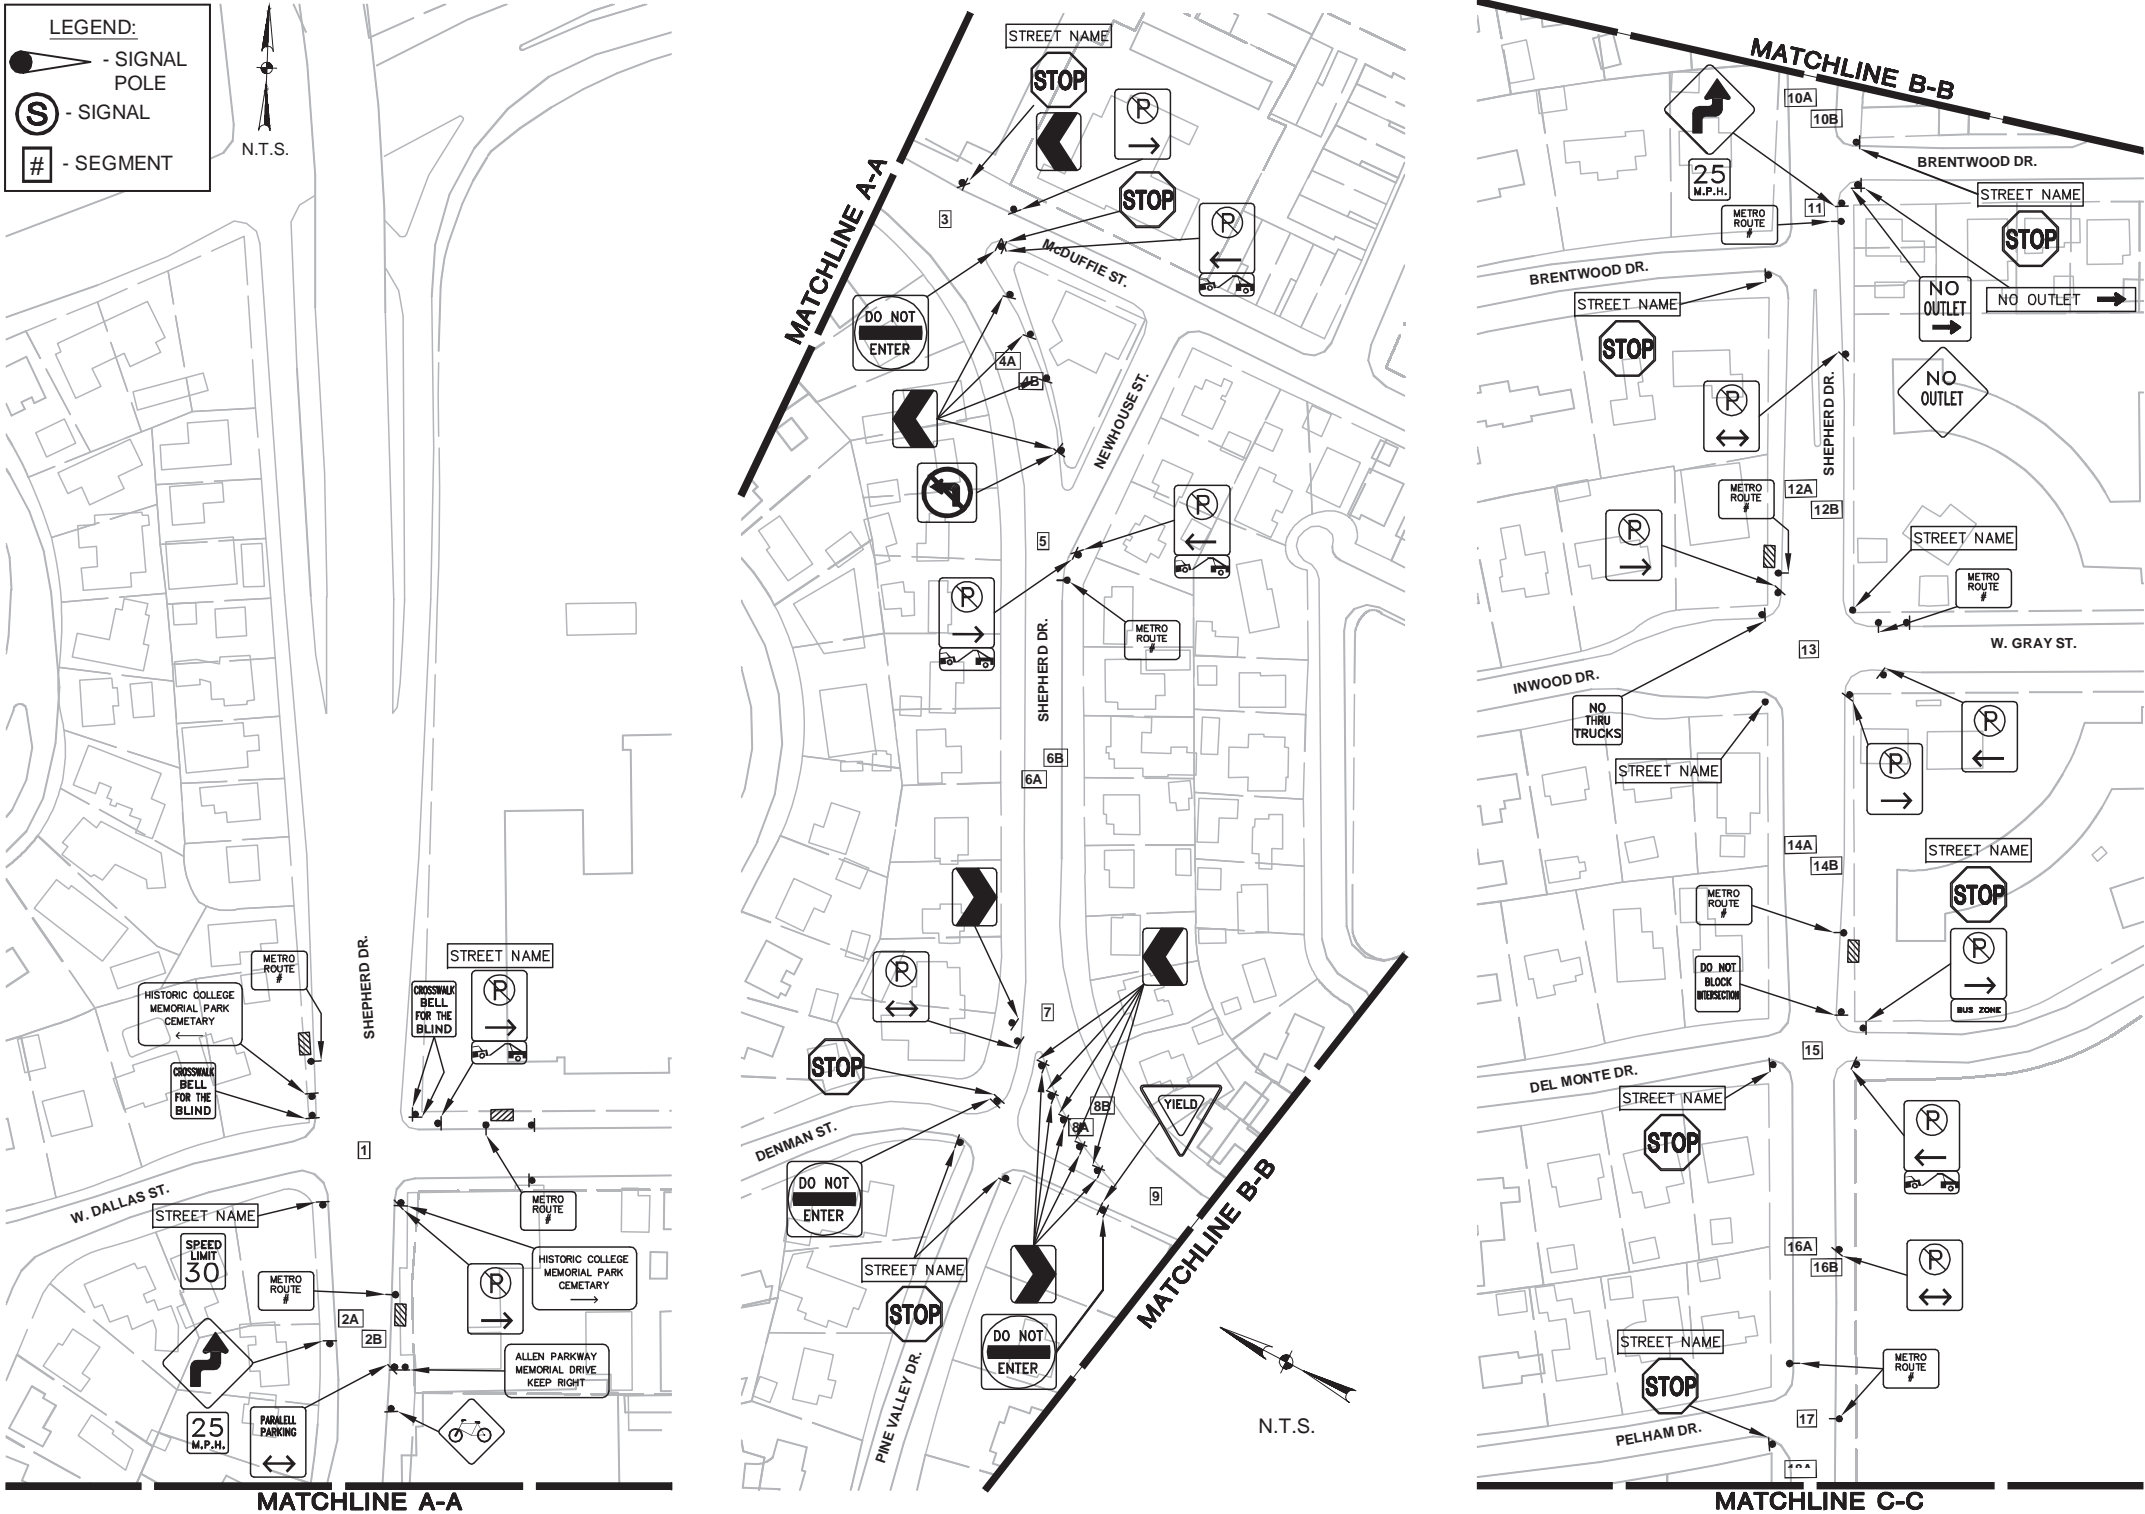 LEGEND:
- SIGNAL
POLE
S - SIGNAL
# - SEGMENT
N.T.S.
METRO
ROUTE
#
HISTORIC COLLEGE
MEMORIAL PARK
CEMETARY
CROSSWALK
BELL
FOR THE
BLIND
SHEPHERD DR.
CROSSWALK
BELL
FOR THE
BLIND
STREET NAME
P
1
W. DALLAS ST.
STREET NAME
SPEED
LIMIT
30
METRO
ROUTE
#
METRO
ROUTE
#
HISTORIC COLLEGE
MEMORIAL PARK
CEMETARY
P
2A
2B
25
M.P.H.
PARALELL
PARKING
ALLEN PARKWAY
MEMORIAL DRIVE
KEEP RIGHT
MATCHLINE A-A
MATCHLINE A-A
STREET NAME
STOP
P
STOP
P
3
McDUFFIE ST.
DO NOT
ENTER
4A
4B
NEWHOUSE ST.
P
5
P
METRO
ROUTE
#
SHEPHERD DR.
6B
6A
P
7
STOP
8B
8A
YIELD
DENMAN ST.
DO NOT
ENTER
9
STREET NAME
STOP
DO NOT
ENTER
PINE VALLEY DR.
MATCHLINE B-B
N.T.S.
MATCHLINE B-B
10A
10B
BRENTWOOD DR.
25
M.P.H.
STREET NAME
STOP
METRO
ROUTE
#
11
BRENTWOOD DR.
STREET NAME
STOP
NO
OUTLET
NO OUTLET
NO
OUTLET
P
SHEPHERD DR.
METRO
ROUTE
#
12A
12B
P
STREET NAME
METRO
ROUTE
#
13
W. GRAY ST.
INWOOD DR.
NO
THRU
TRUCKS
STREET NAME
P
P
14A
14B
STREET NAME
STOP
METRO
ROUTE
#
P
BUS ZONE
DO NOT
BLOCK
INTERSECTION
15
DEL MONTE DR.
STREET NAME
STOP
P
16A
16B
P
STREET NAME
STOP
METRO
ROUTE
#
17
PELHAM DR.
18A
MATCHLINE C-C